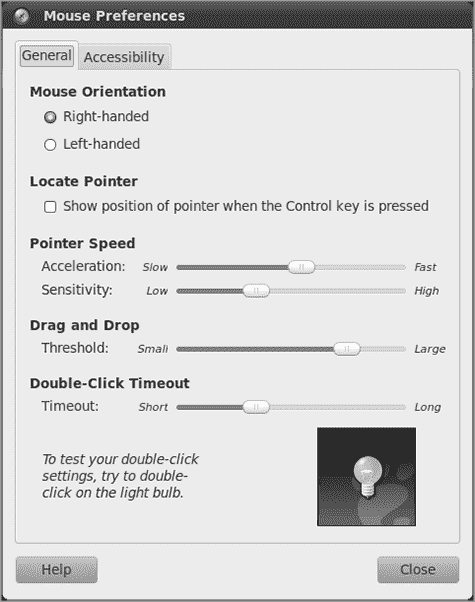 Mouse Preferences
General Accessibility
Mouse Orientation
Right-handed
Left-handed
Locate Pointer
Show position of pointer when the Control key is pressed
Pointer Speed
Acceleration: Slow Fast
Sensitivity: Low High
Drag and Drop
Threshold: Small Large
Double-Click Timeout
Timeout: Short Long
To test your double-click
settings, try to double-
click on the light bulb.
Help Close